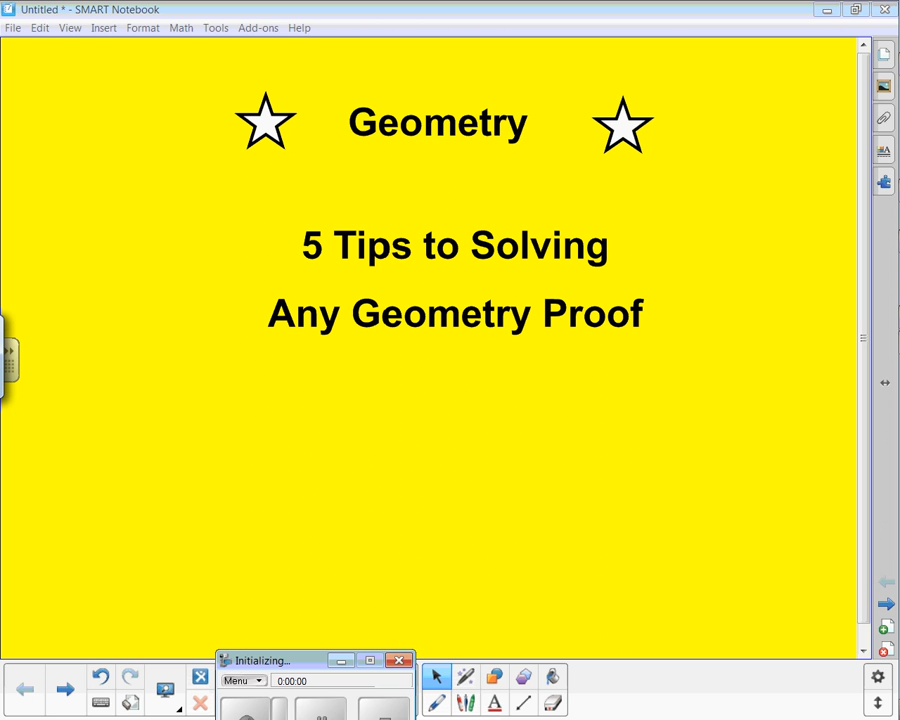 Untitled * - SMART Notebook
File Edit View Insert Format Math Tools Add-ons Help
Geometry
5 Tips to Solving
Any Geometry Proof
Initializing...
Menu 0:00:00